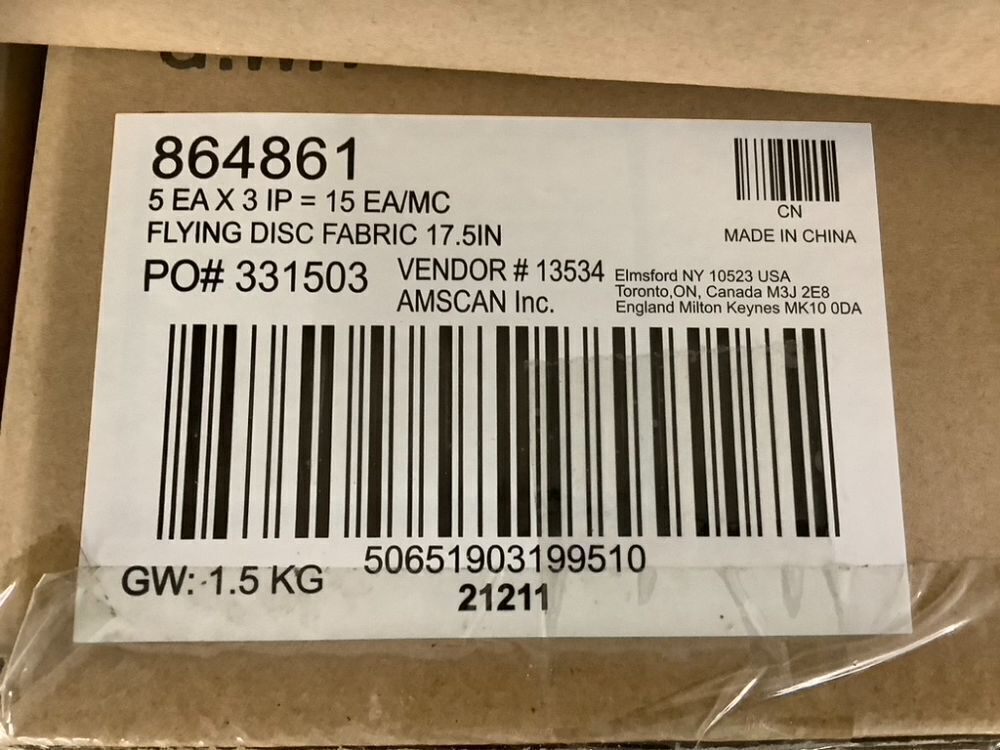 864861
5 EA X 3 IP = 15 EA/MC
FLYING DISC FABRIC 17.5IN
PO# 331503
VENDOR # 13534
AMSCAN Inc.
Elmsford NY 10523 USA
Toronto,ON, Canada M3J 2E8
England Milton Keynes MK10 0DA
CN
MADE IN CHINA
50651903199510
21211
GW: 1.5 KG